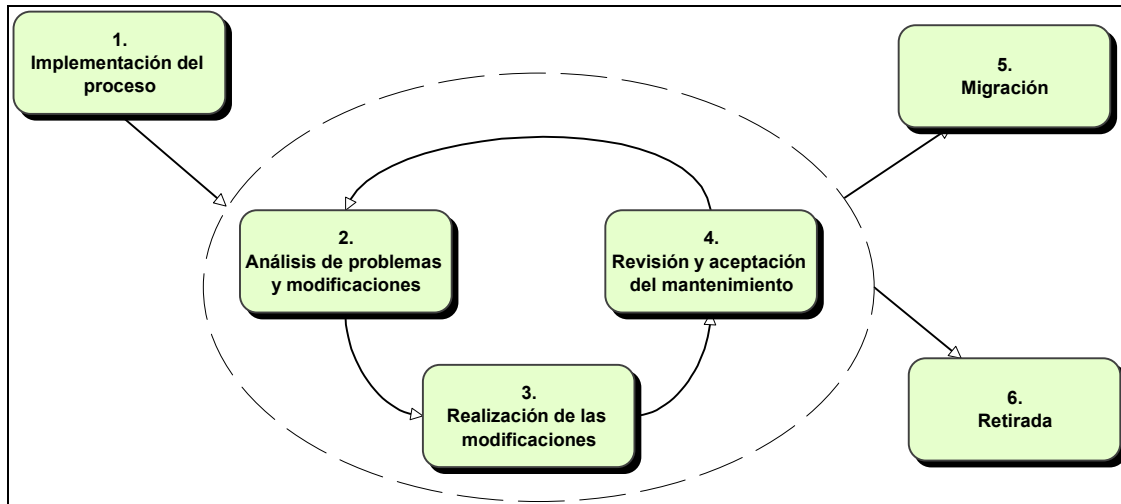 1.
Implementación del
proceso
2.
Análisis de problemas
y modificaciones
3.
Realización de las
modificaciones
4.
Revisión y aceptación
del mantenimiento
5.
Migración
6.
Retirada